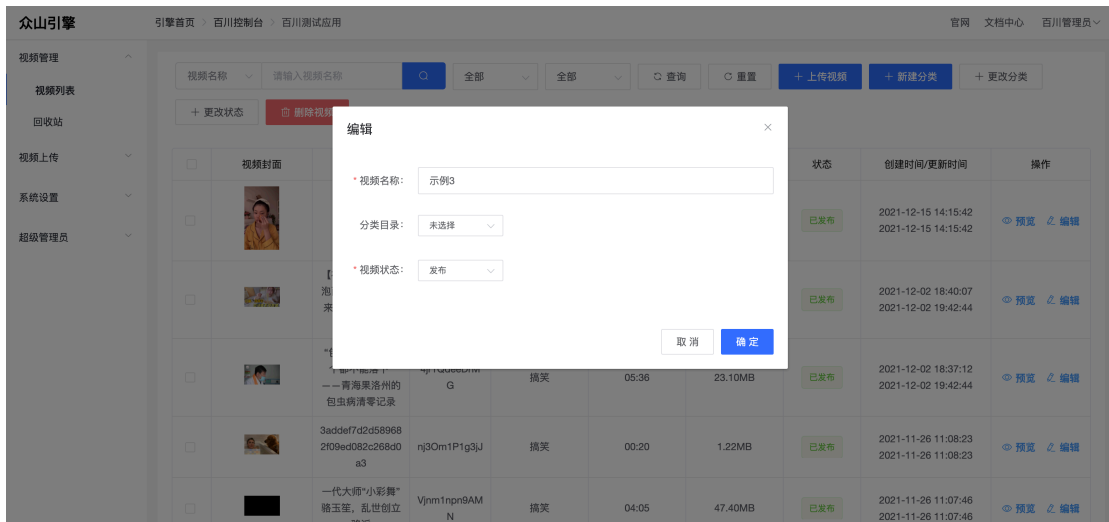 众山引擎
引擎首页 > 百川控制台 > 百川测试应用
官网 文档中心 百川管理员
视频管理
视频列表
回收站
视频上传
系统设置
超级管理员
视频名称 请输入视频名称 全部 全部 查询 重置 + 上传视频 + 新建分类 + 更改分类
+ 更改状态 删除视频
编辑
* 视频名称: 示例3
分类目录: 未选择
* 视频状态: 发布
取消 确定
视频封面 状态 创建时间/更新时间 操作
已发布 2021-12-15 14:15:42 预览 编辑
2021-12-15 14:15:42
泡
来
已发布 2021-12-02 18:40:07 预览 编辑
2021-12-02 19:42:44
——青海果洛州的
包虫病清零记录
G 搞笑 05:36 23.10MB 已发布 2021-12-02 18:37:12 预览 编辑
2021-12-02 19:42:44
3addef7d2d58968
2f09ed082c268d0
a3
nj3Om1P1g3jJ 搞笑 00:20 1.22MB 已发布 2021-11-26 11:08:23 预览 编辑
2021-11-26 11:08:23
一代大师“小彩舞”
骆玉笙，乱世创立
Vjnm1npn9AM
N
搞笑 04:05 47.40MB 已发布 2021-11-26 11:07:46 预览 编辑
2021-11-26 11:07:46